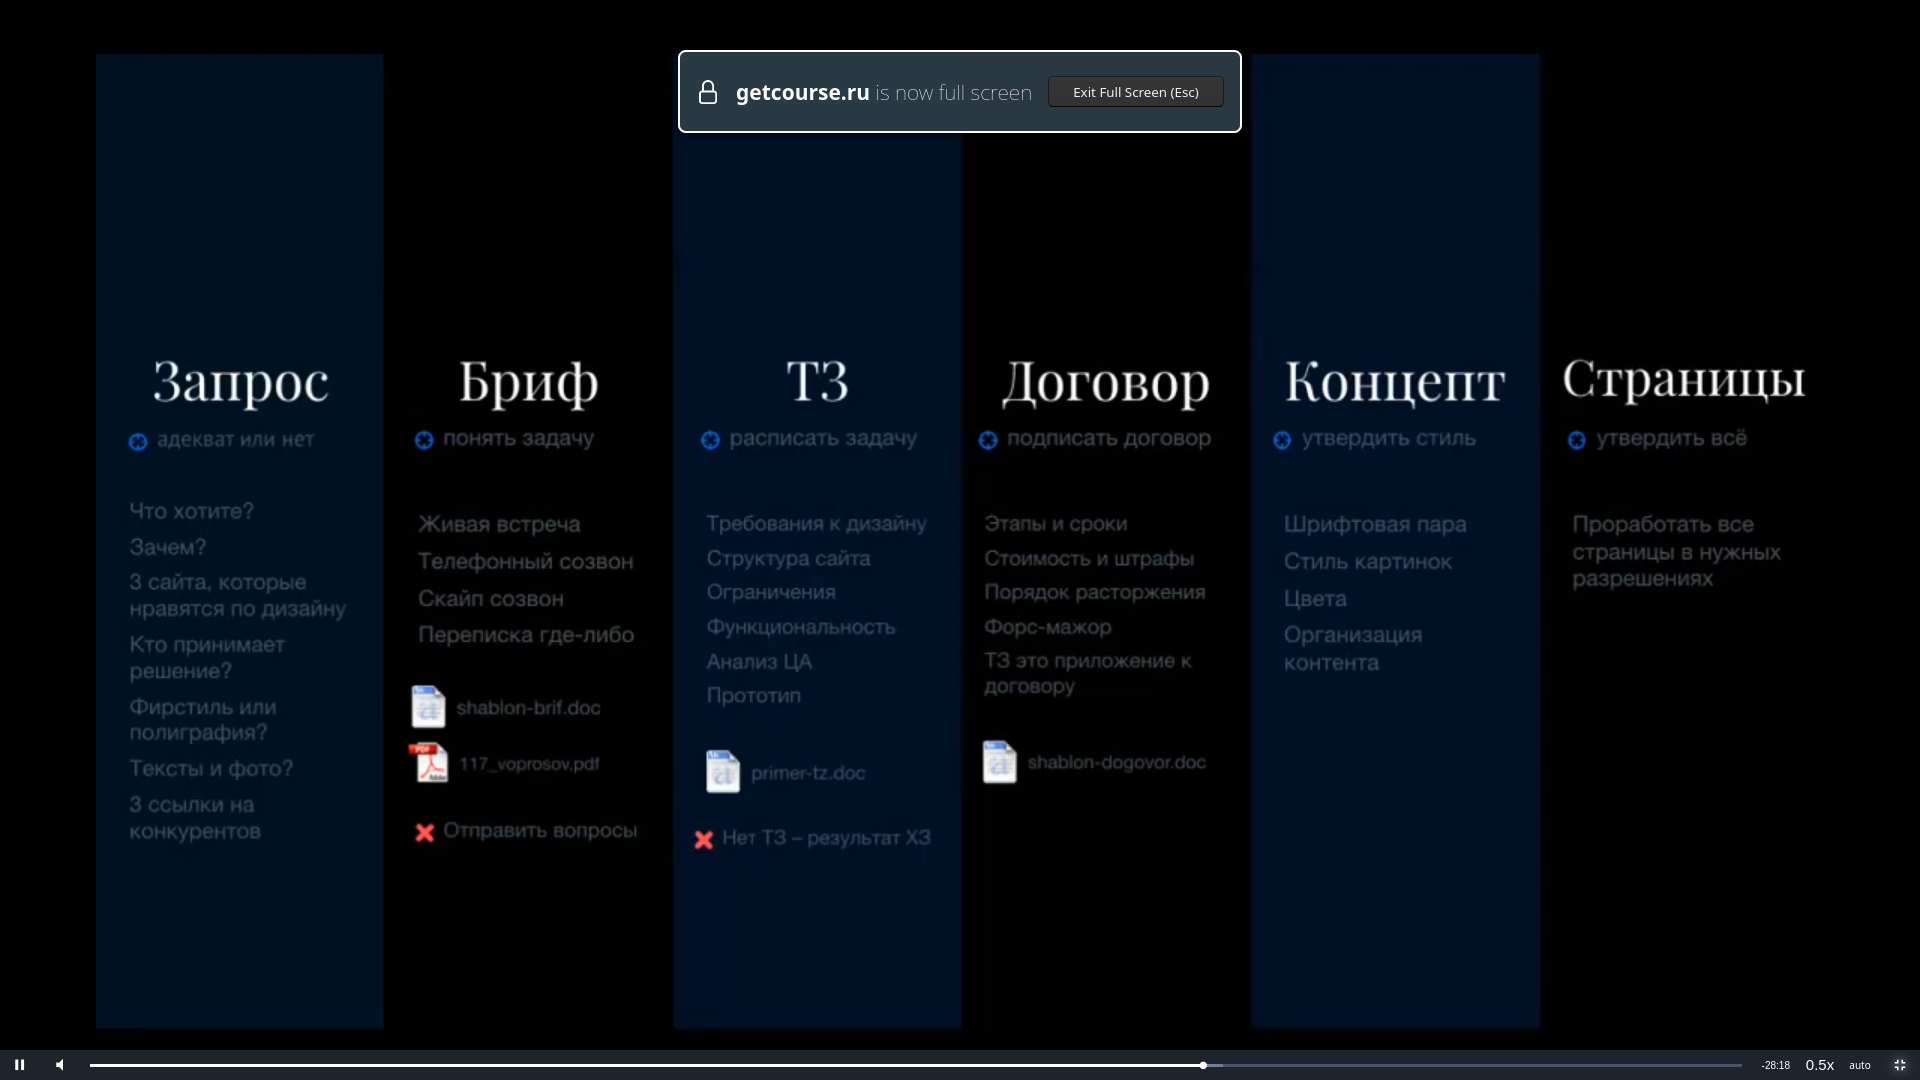 getcourse.ru is now full screen
Exit Full Screen (Esc)
Запрос
адекват или нет
Что хотите?
Зачем?
3 сайта, которые
нравятся по дизайну
Кто принимает
решение?
Фирстиль или
полиграфия?
Тексты и фото?
3 ссылки на
конкурентов
Бриф
понять задачу
Живая встреча
Телефонный созвон
Скайп созвон
Переписка где-либо
shablon-brif.doc
PDF
Adobe
117_voprosov.pdf
Отправить вопросы
ТЗ
расписать задачу
Требования к дизайну
Структура сайта
Ограничения
Функциональность
Анализ ЦА
Прототип
primer-tz.doc
Нет ТЗ – результат ХЗ
Договор
подписать договор
Этапы и сроки
Стоимость и штрафы
Порядок расторжения
Форс-мажор
ТЗ это приложение к
договору
shablon-dogovor.doc
Концепт
утвердить стиль
Шрифтовая пара
Стиль картинок
Цвета
Организация
контента
Страницы
утвердить всё
Проработать все
страницы в нужных
разрешениях
-28:18
0.5x
auto